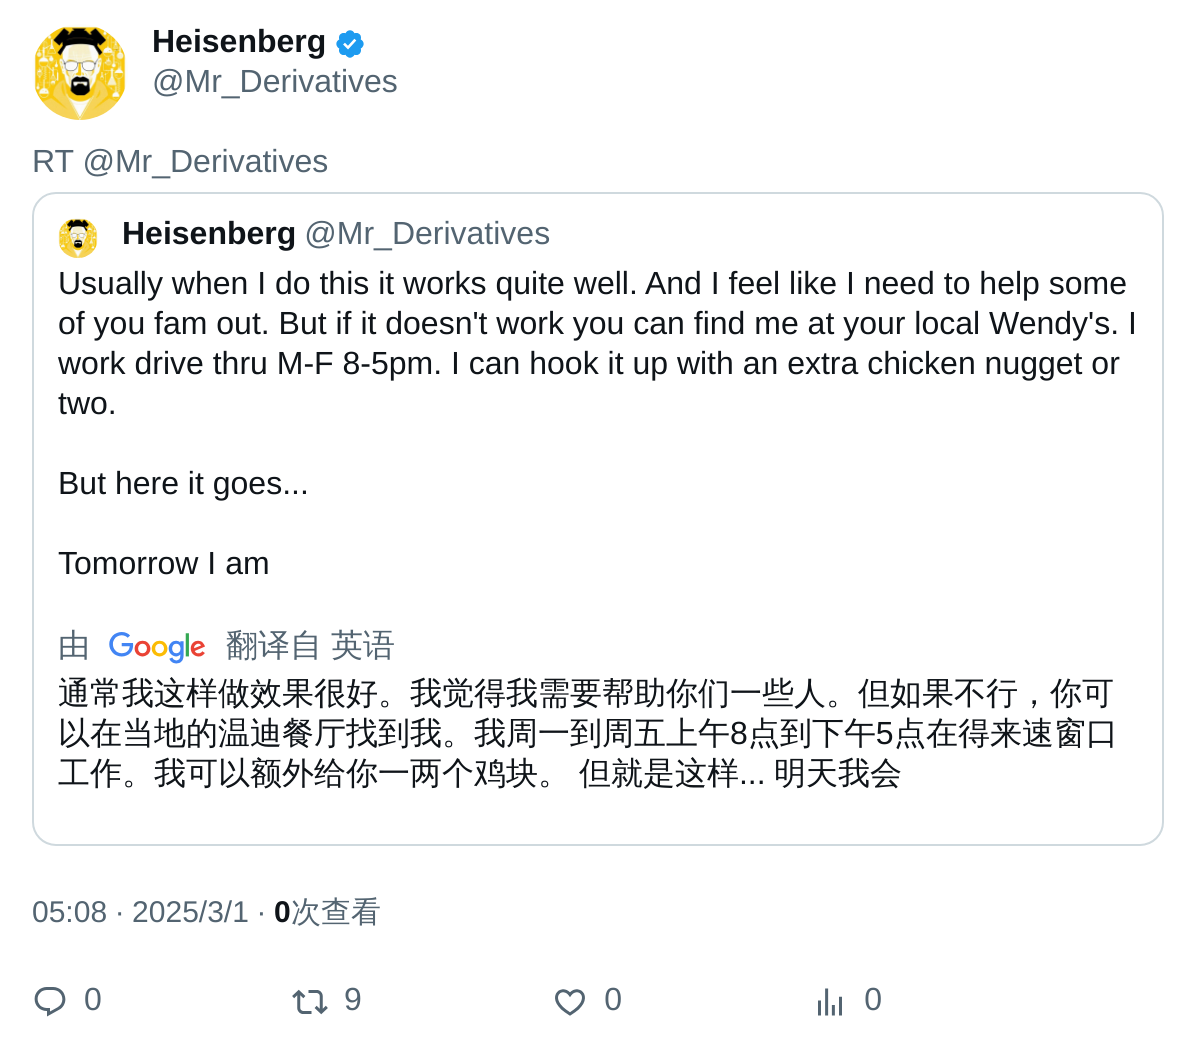 Heisenberg
@Mr_Derivatives
RT @Mr_Derivatives
Heisenberg @Mr_Derivatives
Usually when I do this it works quite well. And I feel like I need to help some
of you fam out. But if it doesn't work you can find me at your local Wendy's. I
work drive thru M-F 8-5pm. I can hook it up with an extra chicken nugget or
two.
But here it goes...
Tomorrow I am
由 Google 翻译自 英语
通常我这样做效果很好。我觉得我需要帮助你们一些人。但如果不行，你可
以在当地的温迪餐厅找到我。我周一到周五上午8点到下午5点在得来速窗口
工作。我可以额外给你一两个鸡块。 但就是这样... 明天我会
05:08 · 2025/3/1 · 0次查看
0 9 0 0